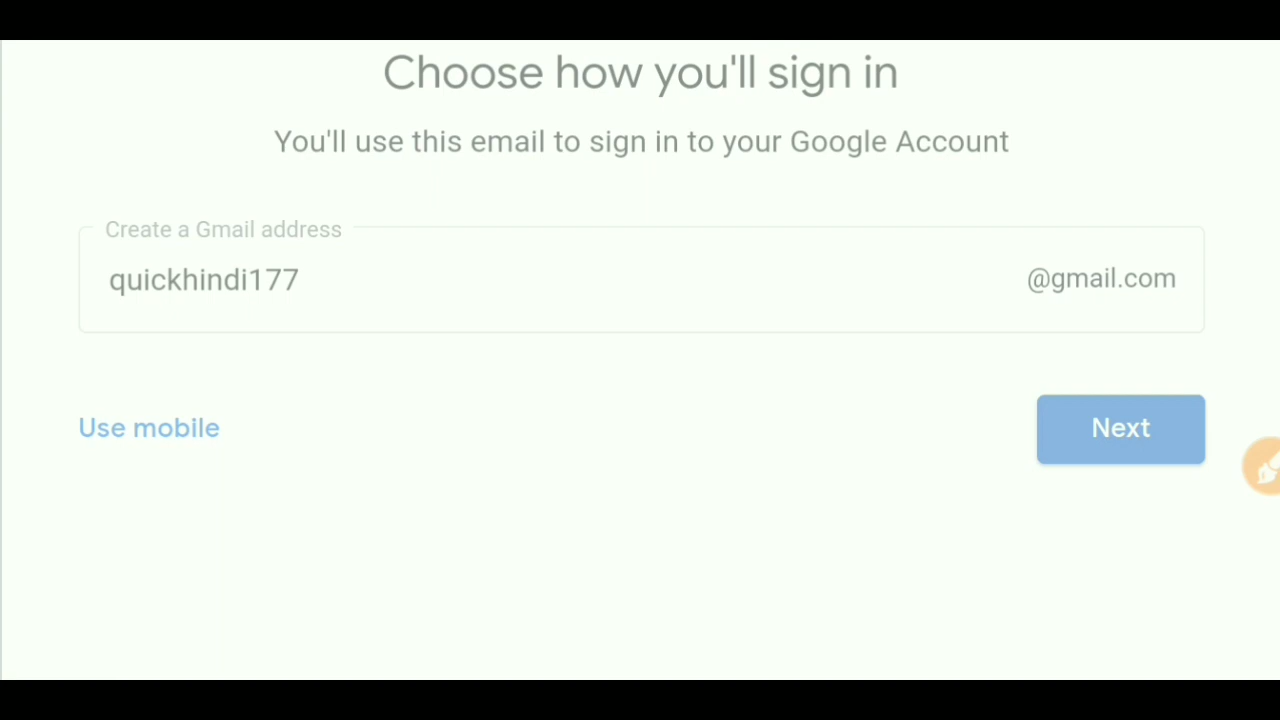 Choose how you'll sign in
You'll use this email to sign in to your Google Account
Create a Gmail address
quickhindi177 @gmail.com
Use mobile Next